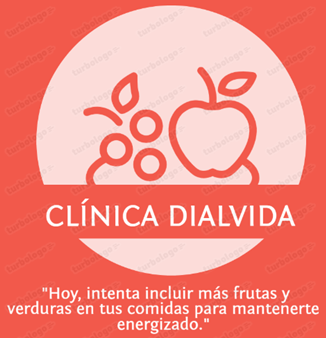 CLÍNICA DIALVIDA
"Hoy, intenta incluir más frutas y
verduras en tus comidas para mantenerte
energizado."